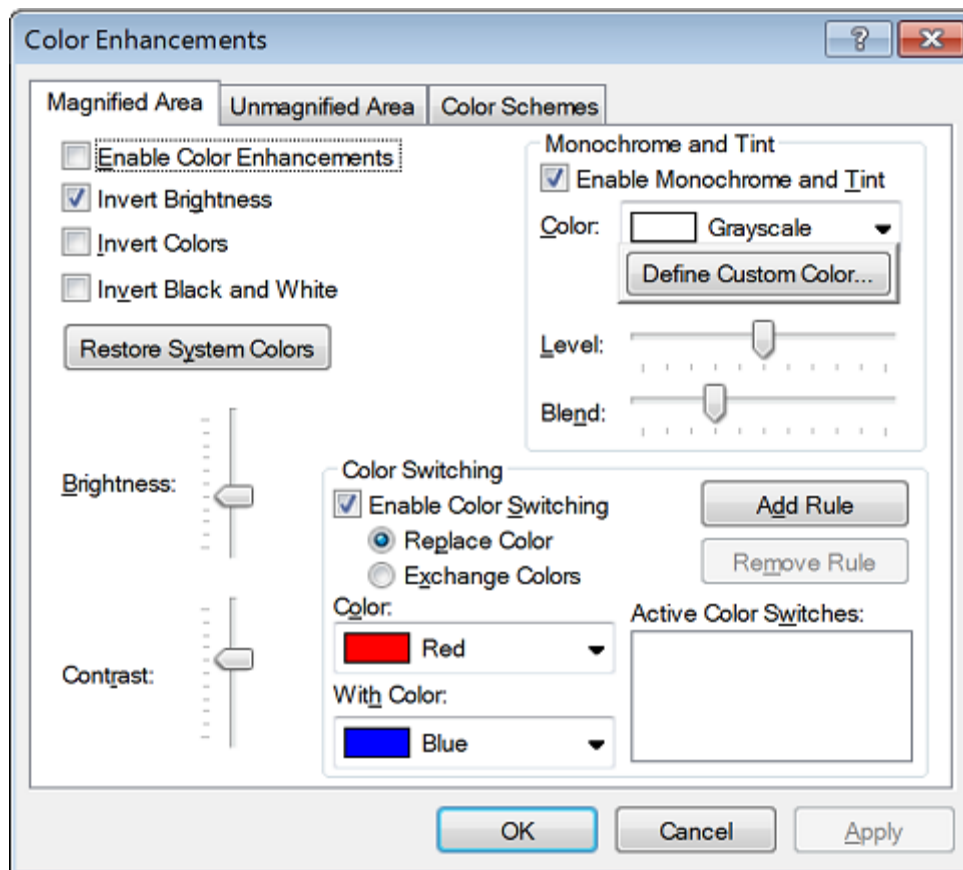 Color Enhancements
Magnified Area
Unmagnified Area
Color Schemes
Enable Color Enhancements
Invert Brightness
Invert Colors
Invert Black and White
Restore System Colors
Brightness:
Contrast:
Monochrome and Tint
Enable Monochrome and Tint
Color:
Grayscale
Define Custom Color...
Level:
Blend:
Color Switching
Enable Color Switching
Replace Color
Exchange Colors
Color:
Red
With Color:
Blue
Add Rule
Remove Rule
Active Color Switches:
OK
Cancel
Apply